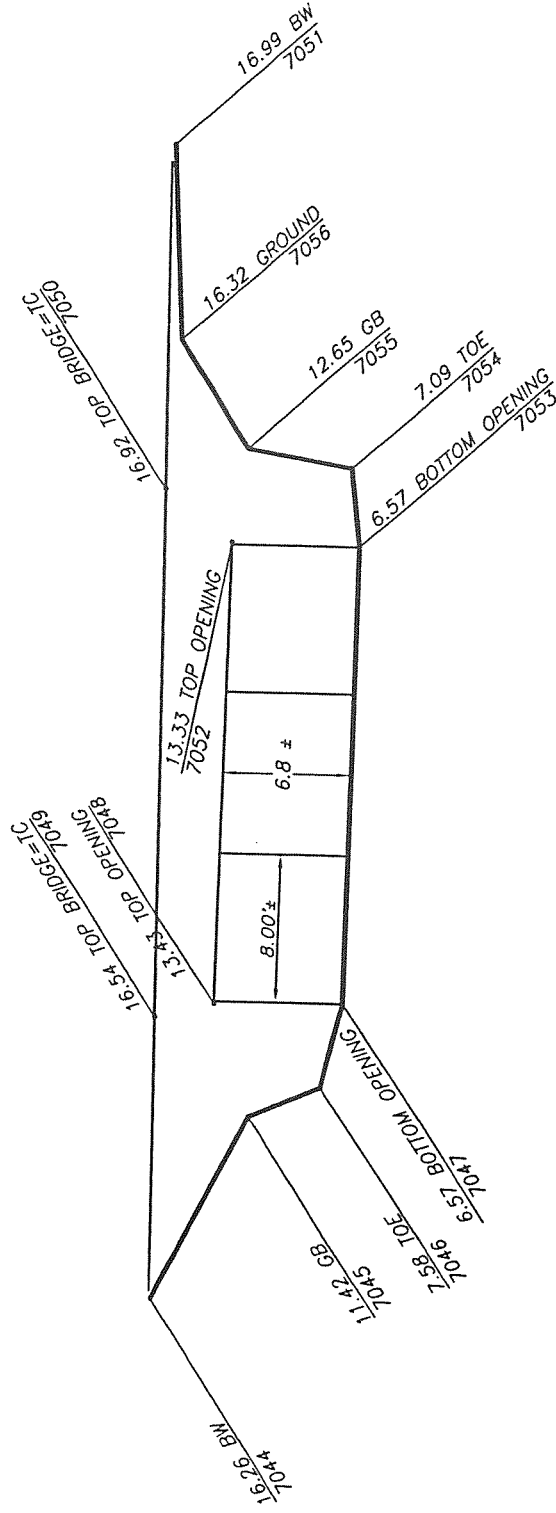 16.26 BW
7044
11.42 GB
7045
7.58 TOE
7046
6.57 BOTTOM OPENING
7047
13.43 TOP OPENING
7048
16.54 TOP BRIDGE=TC
7049
8.00'±
6.8 ±
13.33 TOP OPENING
7052
16.92 TOP BRIDGE=TC
7050
6.57 BOTTOM OPENING
7053
7.09 TOE
7054
12.65 GB
7055
16.32 GROUND
7056
16.99 BW
7051